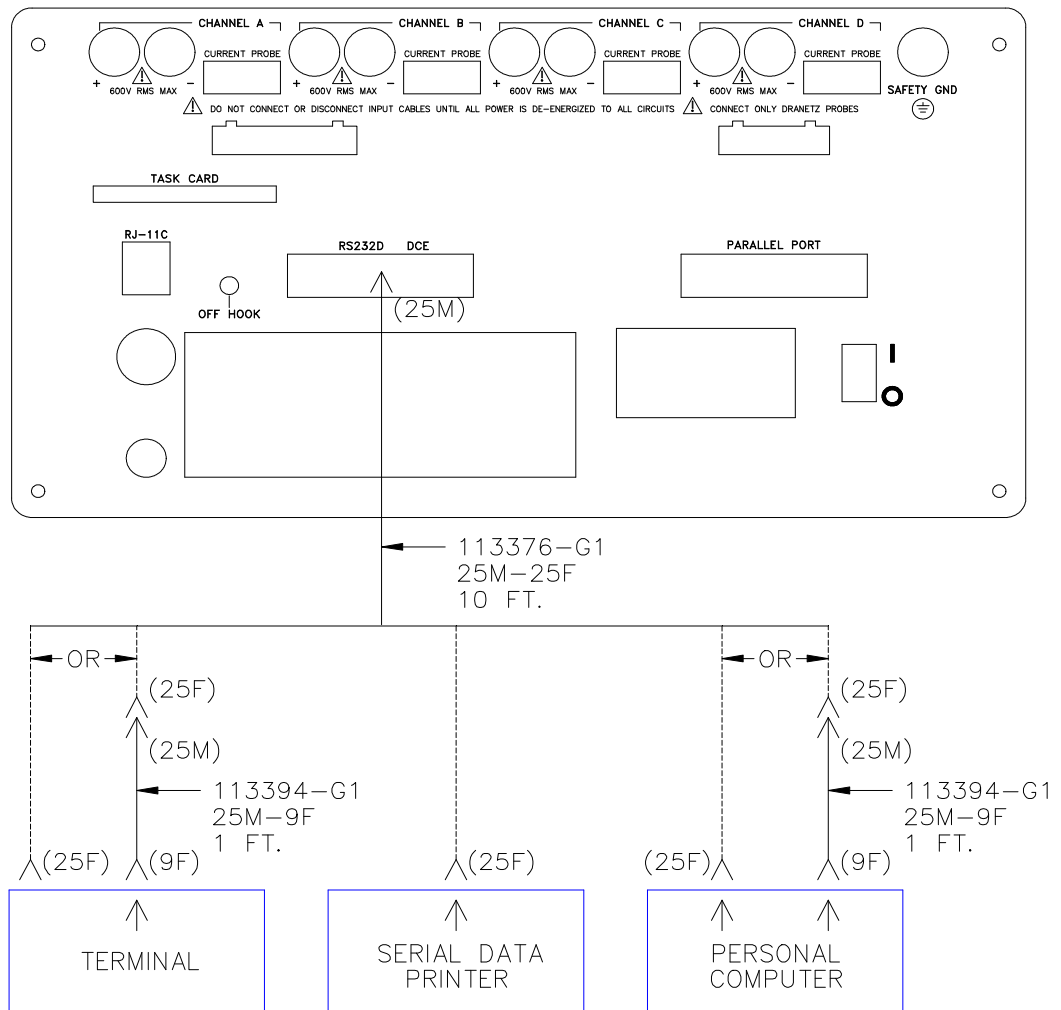 CHANNEL A
CHANNEL B
CHANNEL C
CHANNEL D
CURRENT PROBE
CURRENT PROBE
CURRENT PROBE
CURRENT PROBE
+ 600V RMS MAX −
+ 600V RMS MAX −
+ 600V RMS MAX −
+ 600V RMS MAX −
SAFETY GND
DO NOT CONNECT OR DISCONNECT INPUT CABLES UNTIL ALL POWER IS DE-ENERGIZED TO ALL CIRCUITS
CONNECT ONLY DRANETZ PROBES
TASK CARD
RJ-11C
RS232D DCE
PARALLEL PORT
(25M)
OFF HOOK
113376-G1
25M-25F
10 FT.
OR
OR
(25F)
(25F)
(25M)
(25M)
113394-G1
25M-9F
1 FT.
113394-G1
25M-9F
1 FT.
(25F)
(9F)
(25F)
(25F)
(9F)
TERMINAL
SERIAL DATA
PRINTER
PERSONAL
COMPUTER